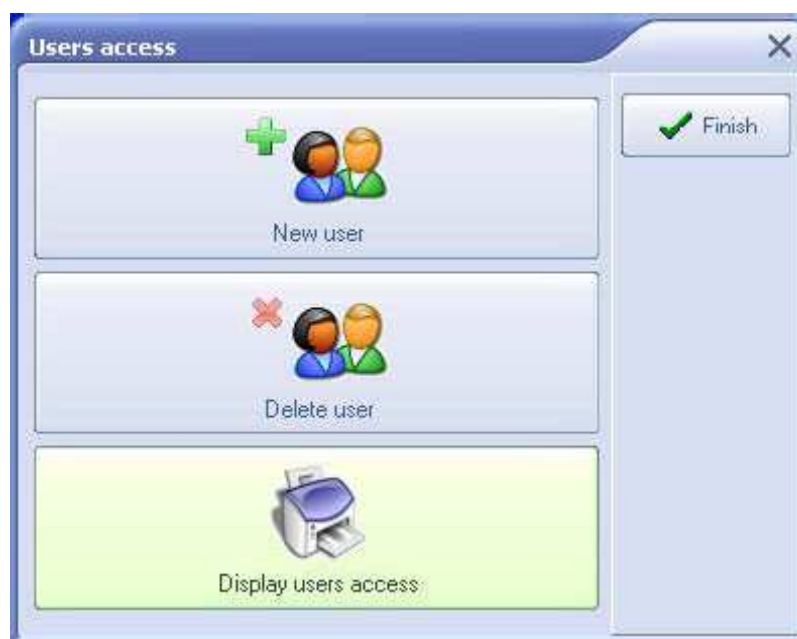 Users access
Finish
New user
Delete user
Display users access